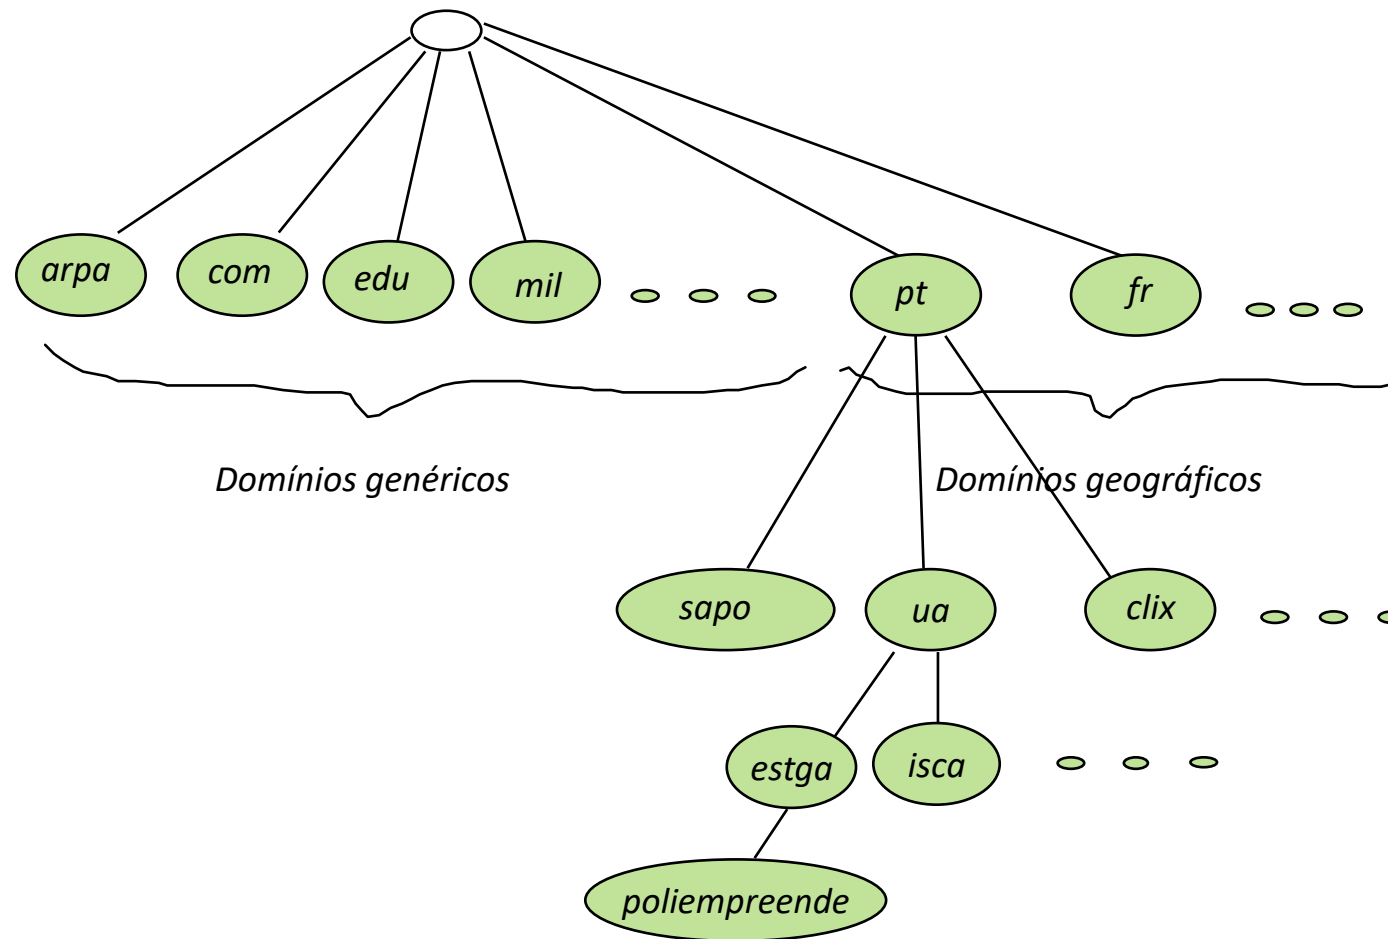 arpa
com
edu
mil
pt
fr
Domínios genéricos
Domínios geográficos
sapo
ua
clix
estga
isca
poliempreende